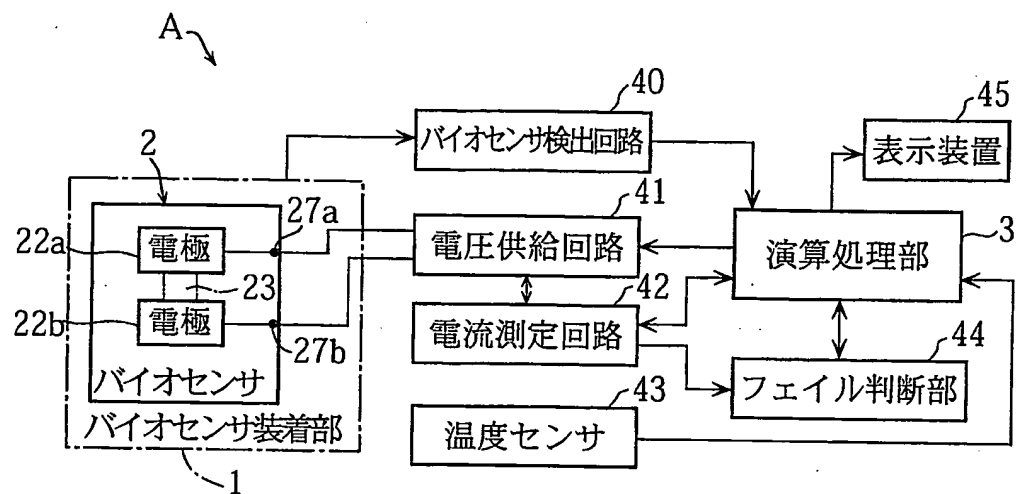 A
40
バイオセンサ検出回路
45
表示装置
2
27a
22a
電極
23
22b
電極
27b
バイオセンサ
バイオセンサ装着部
1
41
電圧供給回路
42
電流測定回路
43
温度センサ
3
演算処理部
44
フェイル判断部